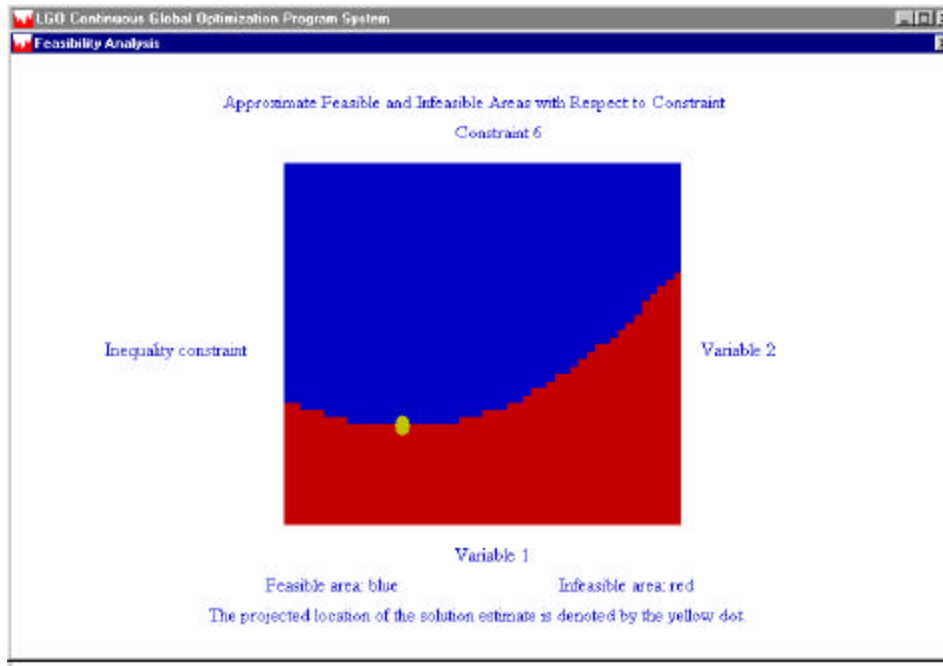 LGO Continuous Global Optimization Program System
Feasibility Analysis
Approximate Feasible and Infeasible Areas with Respect to Constraint
Constraint 6
Inequality constraint
Variable 2
Variable 1
Feasible area: blue
Infeasible area: red
The projected location of the solution estimate is denoted by the yellow dot.